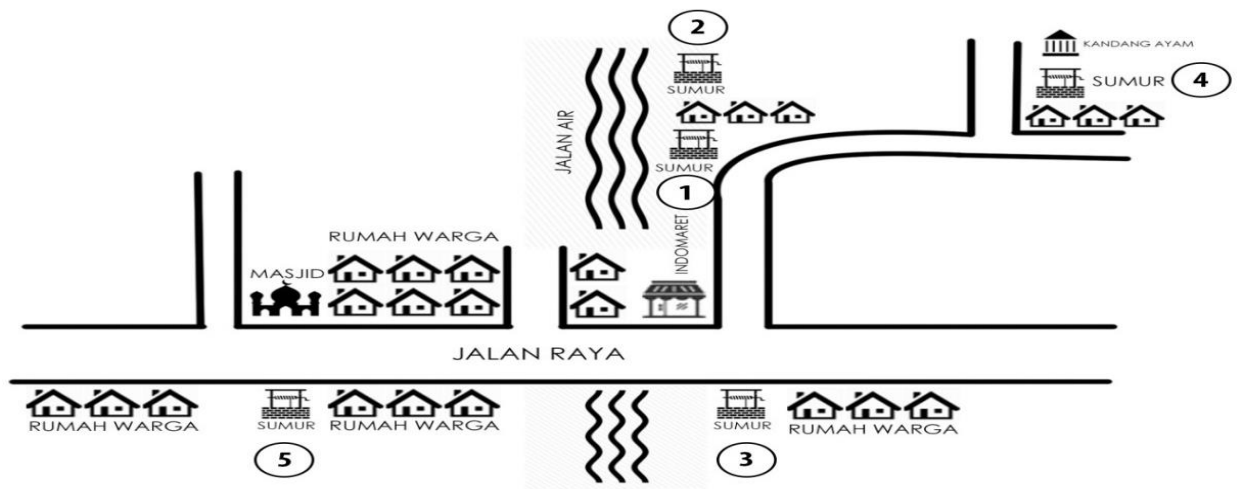 2
KANDANG AYAM
SUMUR 4
SUMUR
JALAN AIR
SUMUR
1
INDOMARET
RUMAH WARGA
MASJID
JALAN RAYA
RUMAH WARGA
SUMUR
RUMAH WARGA
SUMUR
RUMAH WARGA
5
3